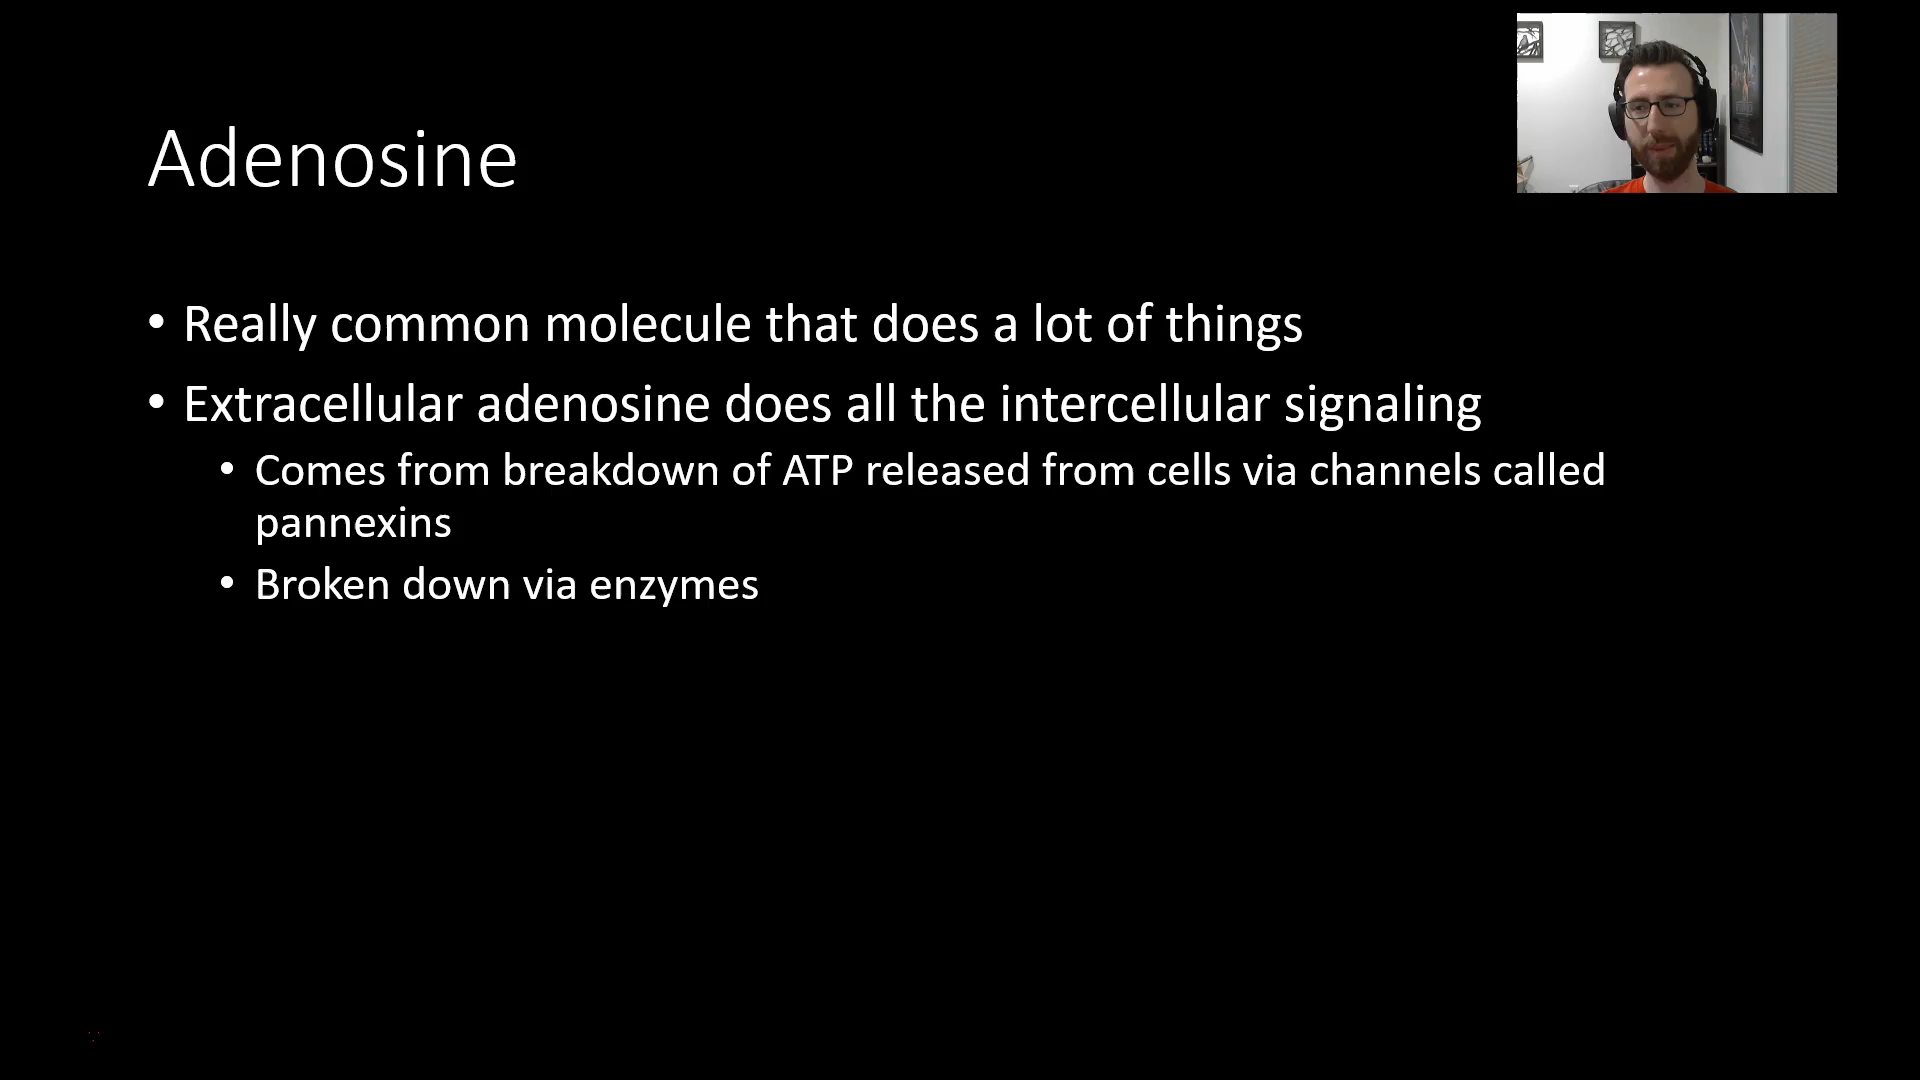 Adenosine
• Really common molecule that does a lot of things
• Extracellular adenosine does all the intercellular signaling
• Comes from breakdown of ATP released from cells via channels called
pannexins
• Broken down via enzymes